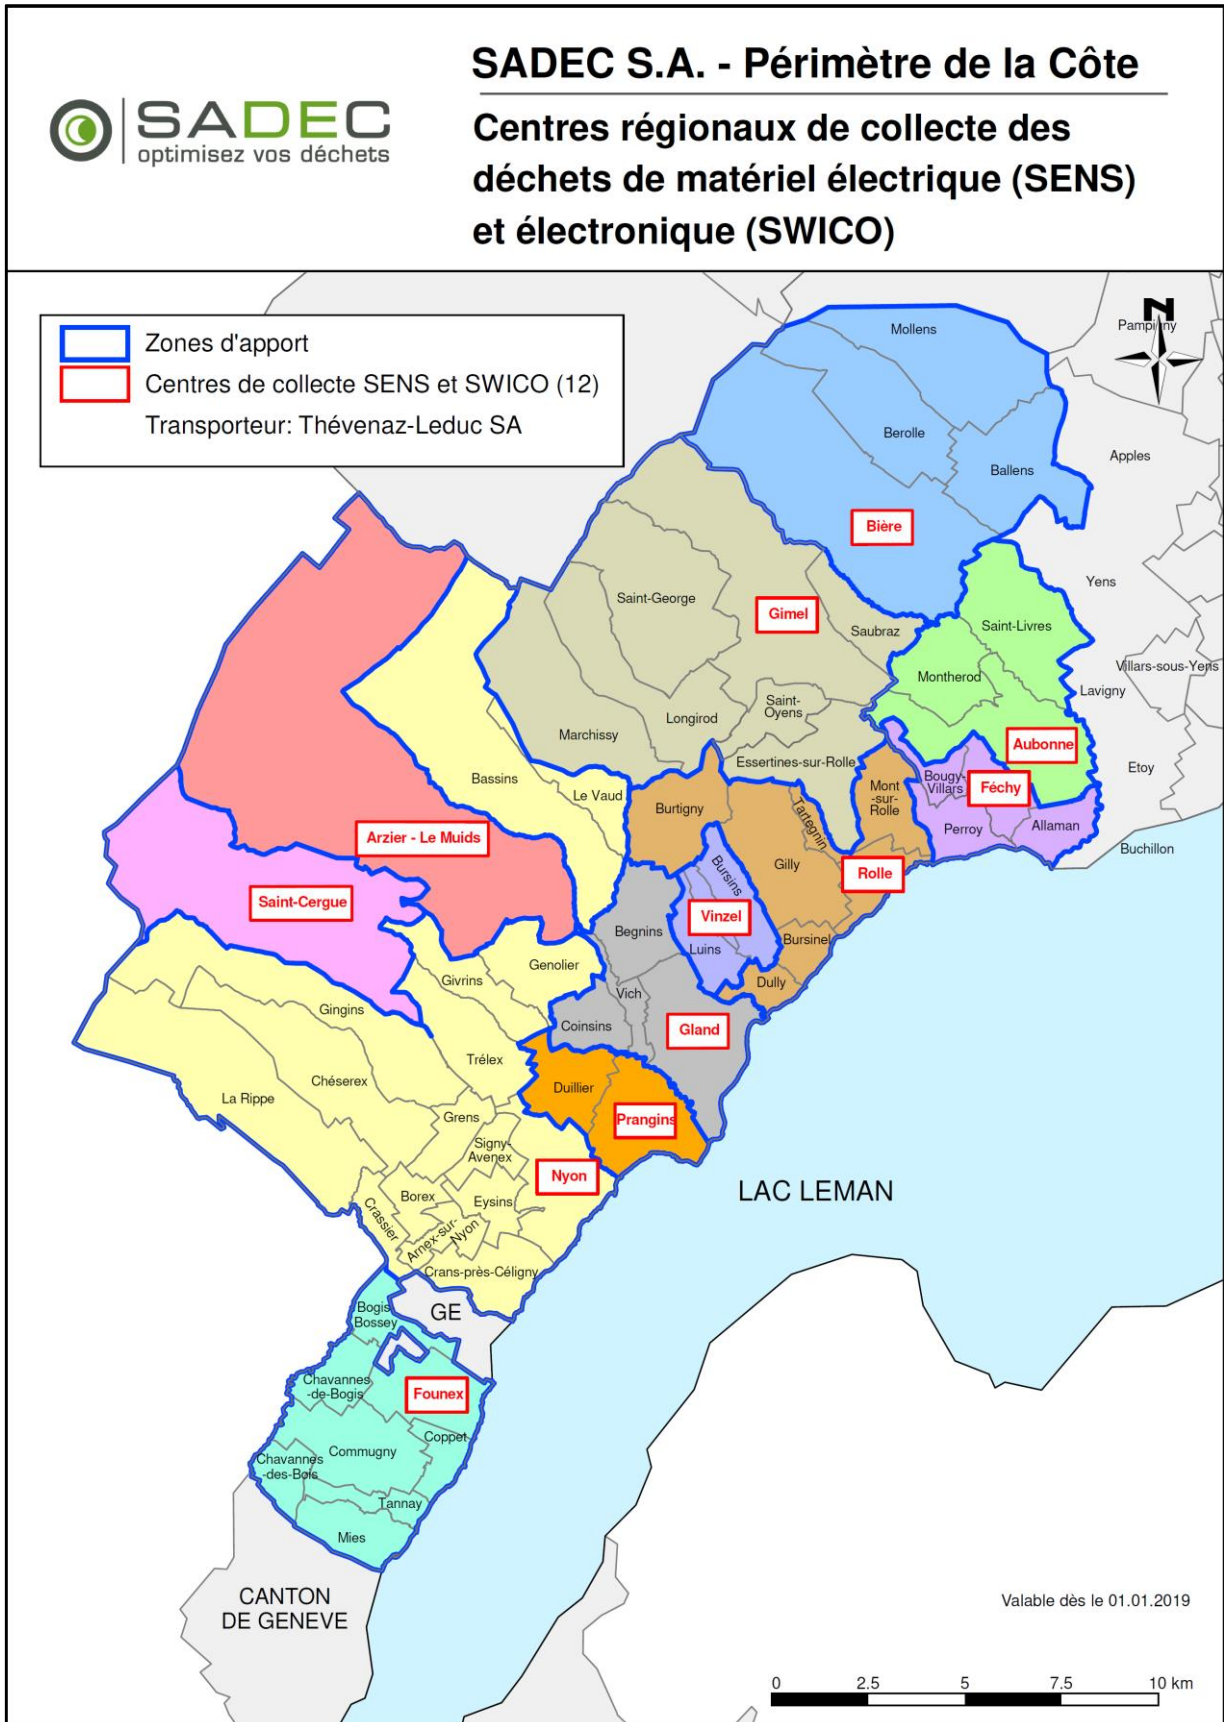 SADEC
optimisez vos déchets
SADEC S.A. - Périmètre de la Côte
Centres régionaux de collecte des
déchets de matériel électrique (SENS)
et électronique (SWICO)
Zones d'apport
Centres de collecte SENS et SWICO (12)
Transporteur: Thévenaz-Leduc SA
N
Pampigny
Mollens
Berolle
Ballens
Apples
Bière
Yens
Saint-George
Gimel
Saubraz
Saint-Livres
Montherod
Villars-sous-Yens
Lavigny
Saint-
Oyens
Longirod
Marchissy
Essertines-sur-Rolle
Aubonne
Etoy
Bassins
Le Vaud
Burtigny
Mont
-sur-
Rolle
Bougy-
Villars
Féchy
Tartegnin
Perroy
Allaman
Buchillon
Arzier - Le Muids
Gilly
Rolle
Bursins
Saint-Cergue
Vinzel
Begnins
Luins
Bursinel
Genolier
Givrins
Dully
Vich
Gingins
Coinsins
Gland
Trélex
Chéserex
Duillier
La Rippe
Grens
Prangins
Signy-
Avenex
Nyon
Borex
Eysins
Crassier
Arnex-sur-
Nyon
LAC LEMAN
Crans-près-Céligny
GE
Bogis
Bossey
Chavannes
-de-Bogis
Founex
Coppet
Commugny
Chavannes
-des-Bois
Tannay
Mies
CANTON
DE GENEVE
Valable dès le 01.01.2019
0 2.5 5 7.5 10 km